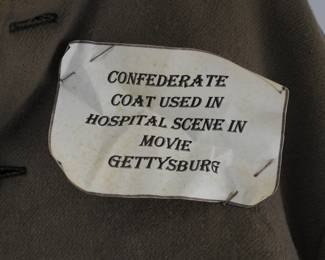 CONFEDERATE
COAT USED IN
HOSPITAL SCENE IN
MOVIE
GETTYSBURG